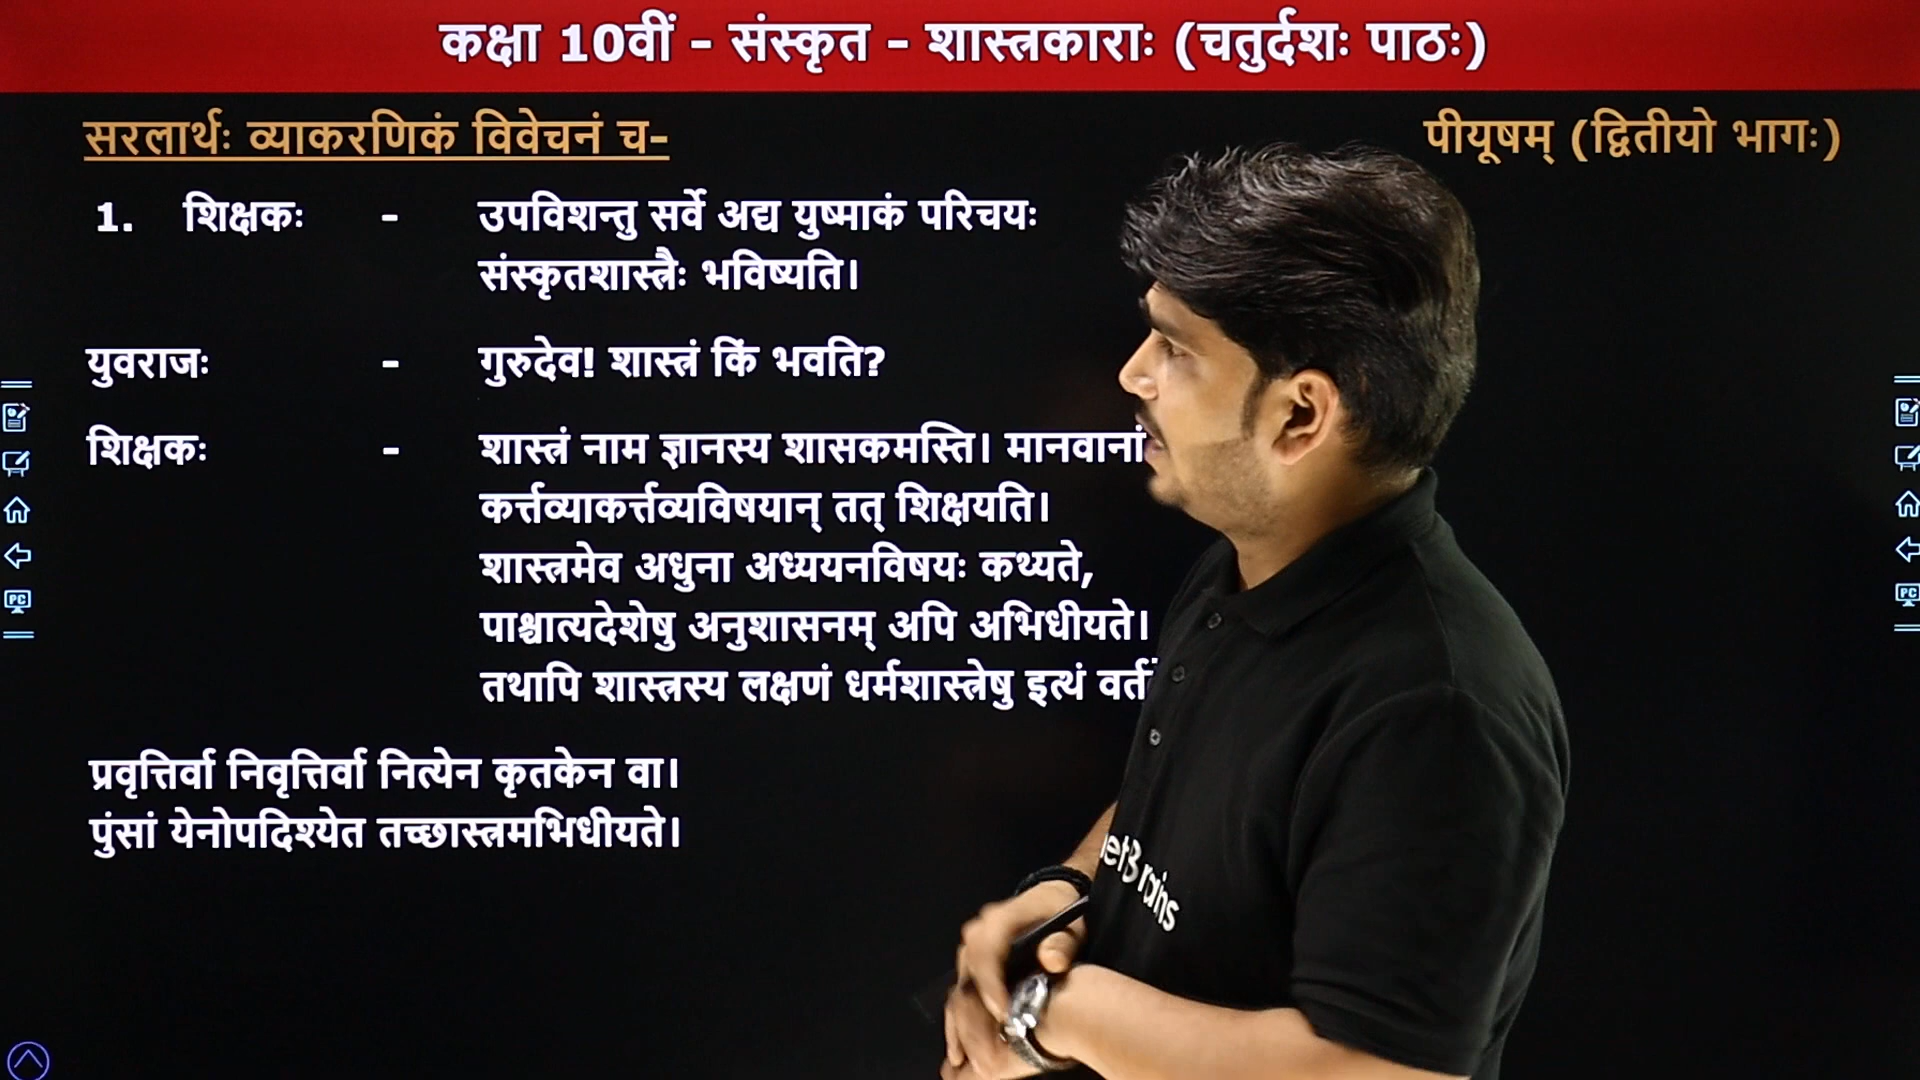 कक्षा 10वीं - संस्कृत - शास्त्रकाराः (चतुर्दशः पाठः)
सरलार्थः व्याकरणिकं विवेचनं च-
पीयूषम् (द्वितीयो भागः)
1. शिक्षकः - उपविशन्तु सर्वे अद्य युष्माकं परिचयः
संस्कृतशास्त्रैः भविष्यति।
युवराजः - गुरुदेव! शास्त्रं किं भवति?
शिक्षकः - शास्त्रं नाम ज्ञानस्य शासकमस्ति। मानवानां
कर्त्तव्याकर्त्तव्यविषयान् तत् शिक्षयति।
शास्त्रमेव अधुना अध्ययनविषयः कथ्यते,
पाश्चात्यदेशेषु अनुशासनम् अपि अभिधीयते।
तथापि शास्त्रस्य लक्षणं धर्मशास्त्रेषु इत्थं
प्रवृत्तिर्वा निवृत्तिर्वा नित्येन कृतकेन वा।
पुंसां येनोपदिश्येत तच्छास्त्रमभिधीयते।
PC
PC